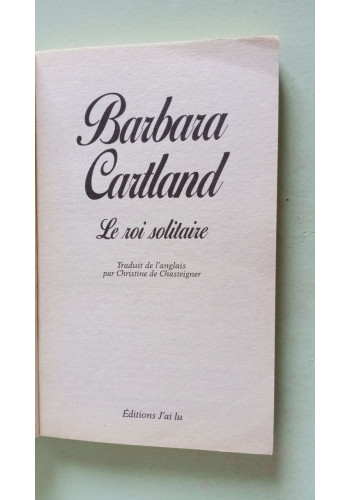 Barbara
Cartland
Le roi solitaire
Traduit de l'anglais
par Christine de Chasteigner
Éditions J'ai lu